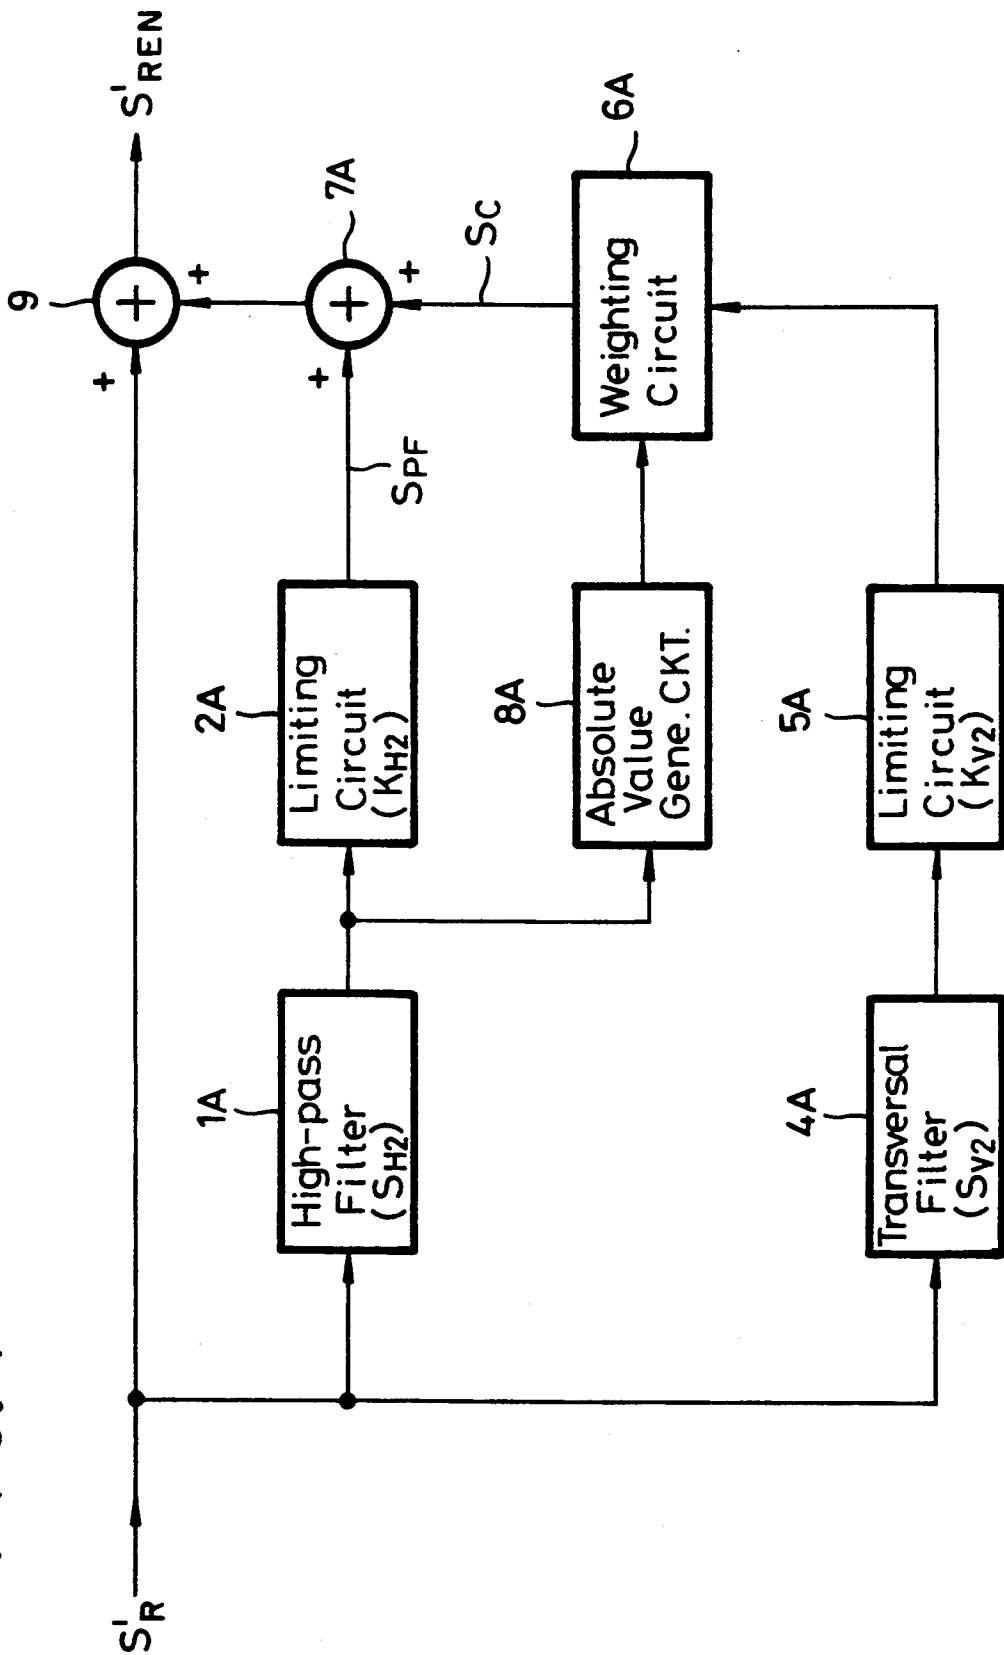 S'R
S'REN
9
+
+
+
+
7A
+
+
SPF
SC
1A
High-pass
Filter
(SH2)
2A
Limiting
Circuit
(KH2)
8A
Absolute
Value
Gene. CKT.
6A
Weighting
Circuit
4A
Transversal
Filter
(SV2)
5A
Limiting
Circuit
(KV2)